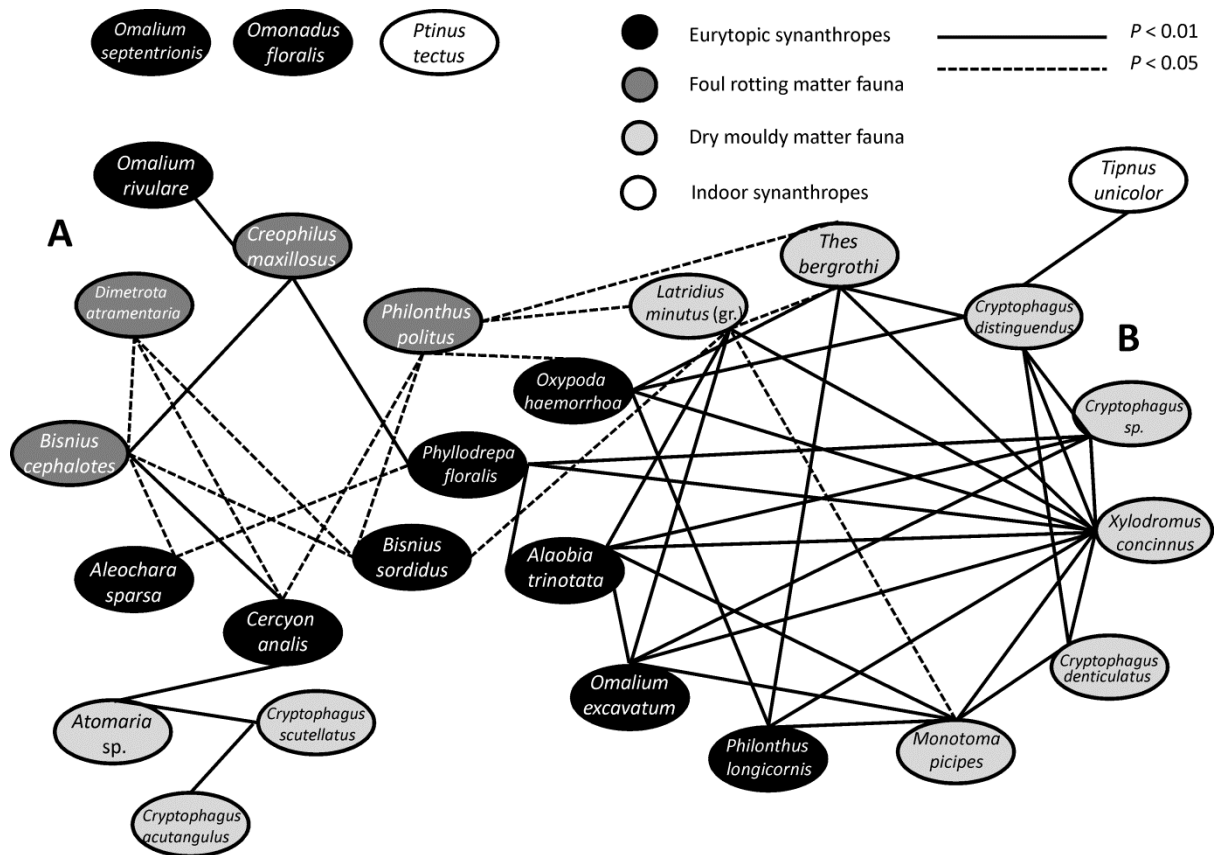 Omalium
septentrionis
Omonadus
floralis
Ptinus
tectus
Eurytopic synanthropes
Foul rotting matter fauna
Dry mouldy matter fauna
Indoor synanthropes
P < 0.01
P < 0.05
Omalium
rivulare
A
Creophilus
maxillosus
Dimetrota
atramentaria
Philonthus
politus
Latridius
minutus (gr.)
Thes
bergrothi
Tipnus
unicolor
Cryptophagus
distinguendus
B
Oxypoda
haemorrhoa
Cryptophagus
sp.
Bisnius
cephalotes
Phyllodrepa
floralis
Xylodromus
concinnus
Aleochara
sparsa
Bisnius
sordidus
Alaobia
trinotata
Cercyon
analis
Cryptophagus
denticulatus
Omalium
excavatum
Atomaria
sp.
Cryptophagus
scutellatus
Philonthus
longicornis
Monotoma
picipes
Cryptophagus
acutangulus